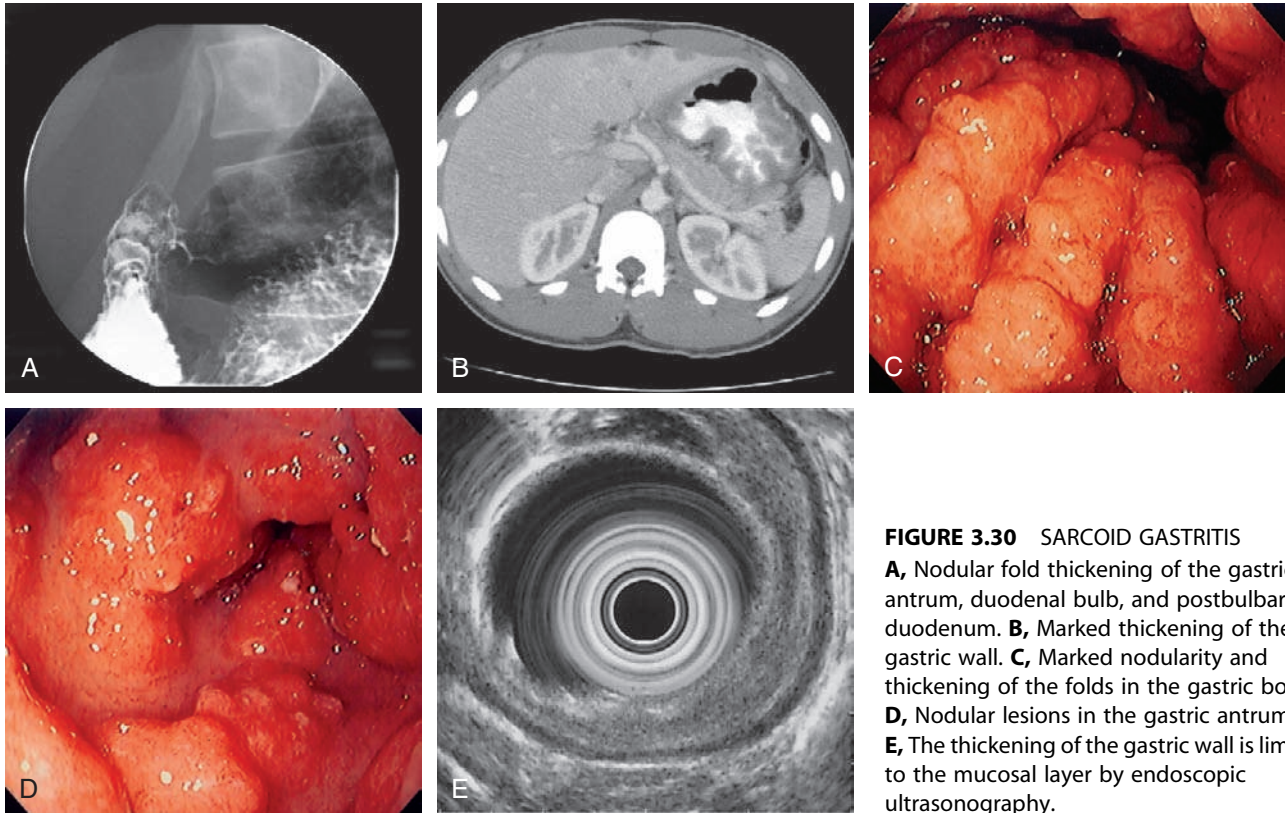 A
B
C
D
E
FIGURE 3.30 SARCOID GASTRITIS
A, Nodular fold thickening of the gastric
antrum, duodenal bulb, and postbulbar
duodenum. B, Marked thickening of the
gastric wall. C, Marked nodularity and
thickening of the folds in the gastric
D, Nodular lesions in the gastric antrum
E, The thickening of the gastric wall is
to the mucosal layer by endoscopic
ultrasonography.